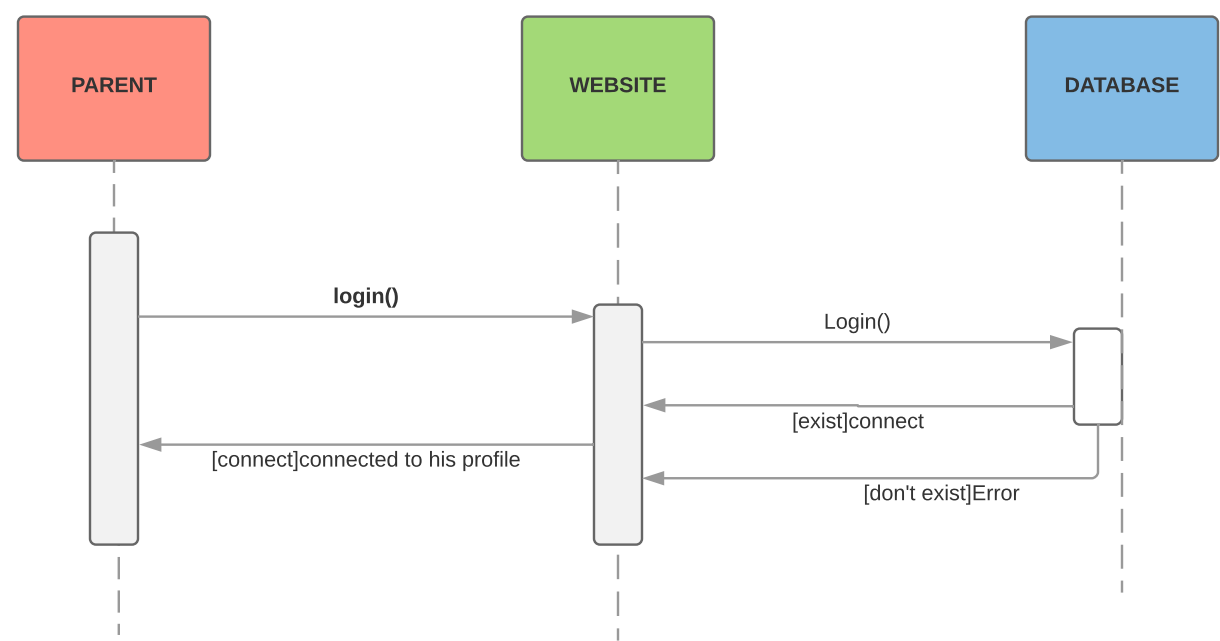 PARENT
WEBSITE
DATABASE
login()
Login()
[exist]connect
[connect]connected to his profile
[don't exist]Error